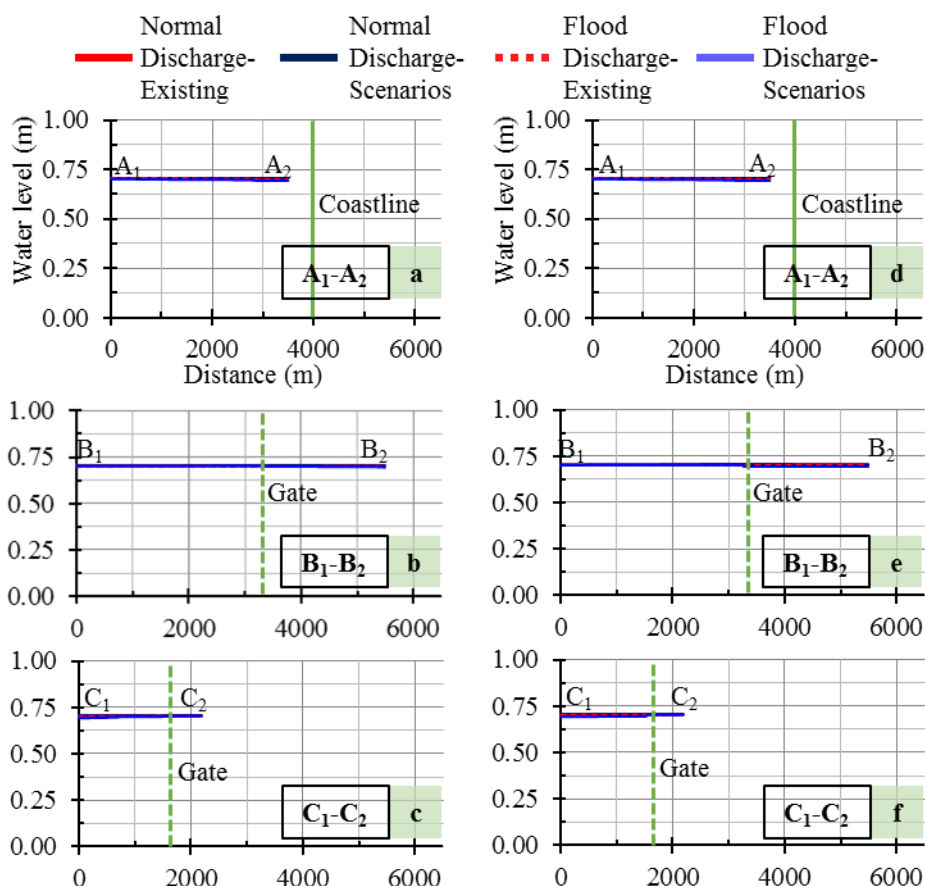 Normal Discharge-Existing
Normal Discharge-Scenarios
Flood Discharge-Existing
Flood Discharge-Scenarios
Water level (m)
1.00
0.75
0.50
0.25
0.00
A₁
A₂
Coastline
A₁-A₂
a
0 2000 4000 6000
Distance (m)
Water level (m)
1.00
0.75
0.50
0.25
0.00
A₁
A₂
Coastline
A₁-A₂
d
0 2000 4000 6000
Distance (m)
1.00
0.75
0.50
0.25
0.00
B₁
B₂
Gate
B₁-B₂
b
0 2000 4000 6000
1.00
0.75
0.50
0.25
0.00
B₁
B₂
Gate
B₁-B₂
e
0 2000 4000 6000
1.00
0.75
0.50
0.25
0.00
C₁
C₂
Gate
C₁-C₂
c
0 2000 4000 6000
1.00
0.75
0.50
0.25
0.00
C₁
C₂
Gate
C₁-C₂
f
0 2000 4000 6000